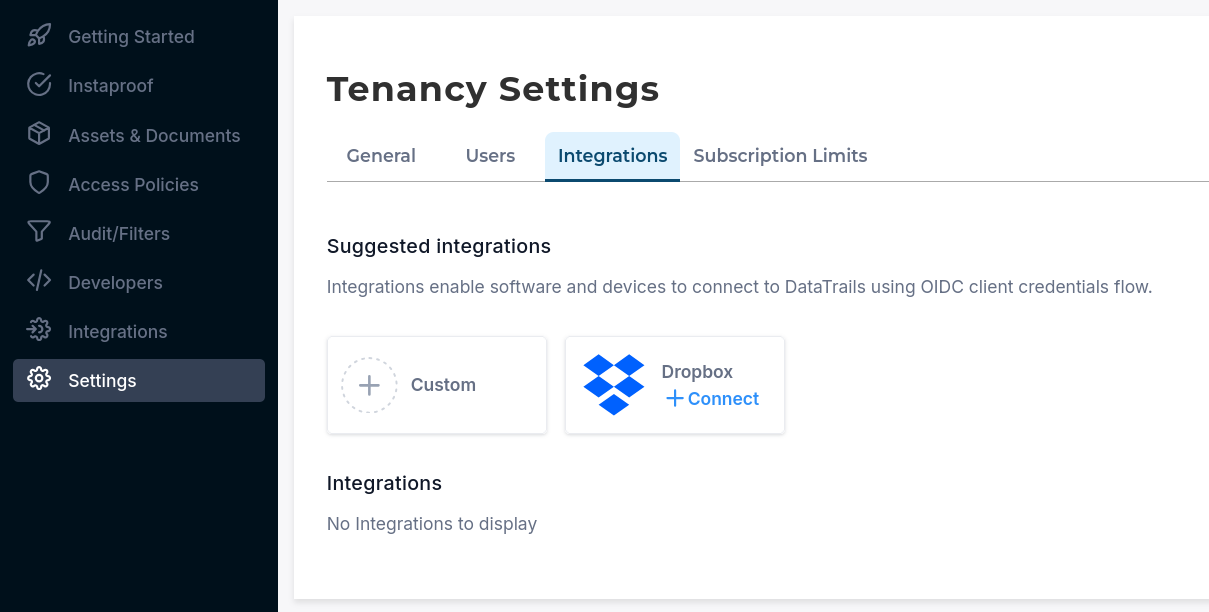 Getting Started
Instaproof
Assets & Documents
Access Policies
Audit/Filters
Developers
Integrations
Settings
Tenancy Settings
General Users Integrations Subscription Limits
Suggested integrations
Integrations enable software and devices to connect to DataTrails using OIDC client credentials flow.
Custom
Dropbox
+ Connect
Integrations
No Integrations to display